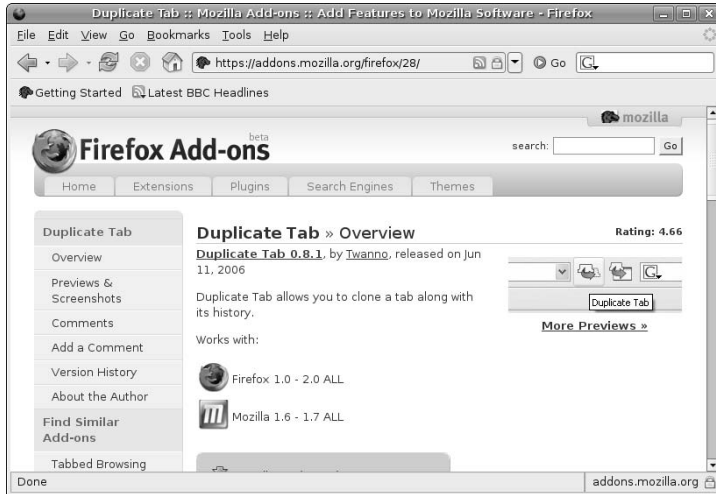 Duplicate Tab :: Mozilla Add-ons :: Add Features to Mozilla Software - Firefox
File Edit View Go Bookmarks Tools Help
https://addons.mozilla.org/firefox/28/ Go G
Getting Started Latest BBC Headlines
mozilla
beta
Firefox Add-ons
search: Go
Home Extensions Plugins Search Engines Themes
Duplicate Tab
Overview
Previews &
Screenshots
Comments
Add a Comment
Version History
About the Author
Find Similar
Add-ons
Tabbed Browsing
Duplicate Tab » Overview
Rating: 4.66
Duplicate Tab 0.8.1, by Twanno, released on Jun
11, 2006
Duplicate Tab allows you to clone a tab along with
its history.
Works with:
Firefox 1.0 - 2.0 ALL
Mozilla 1.6 - 1.7 ALL
G
Duplicate Tab
More Previews »
Done
addons.mozilla.org